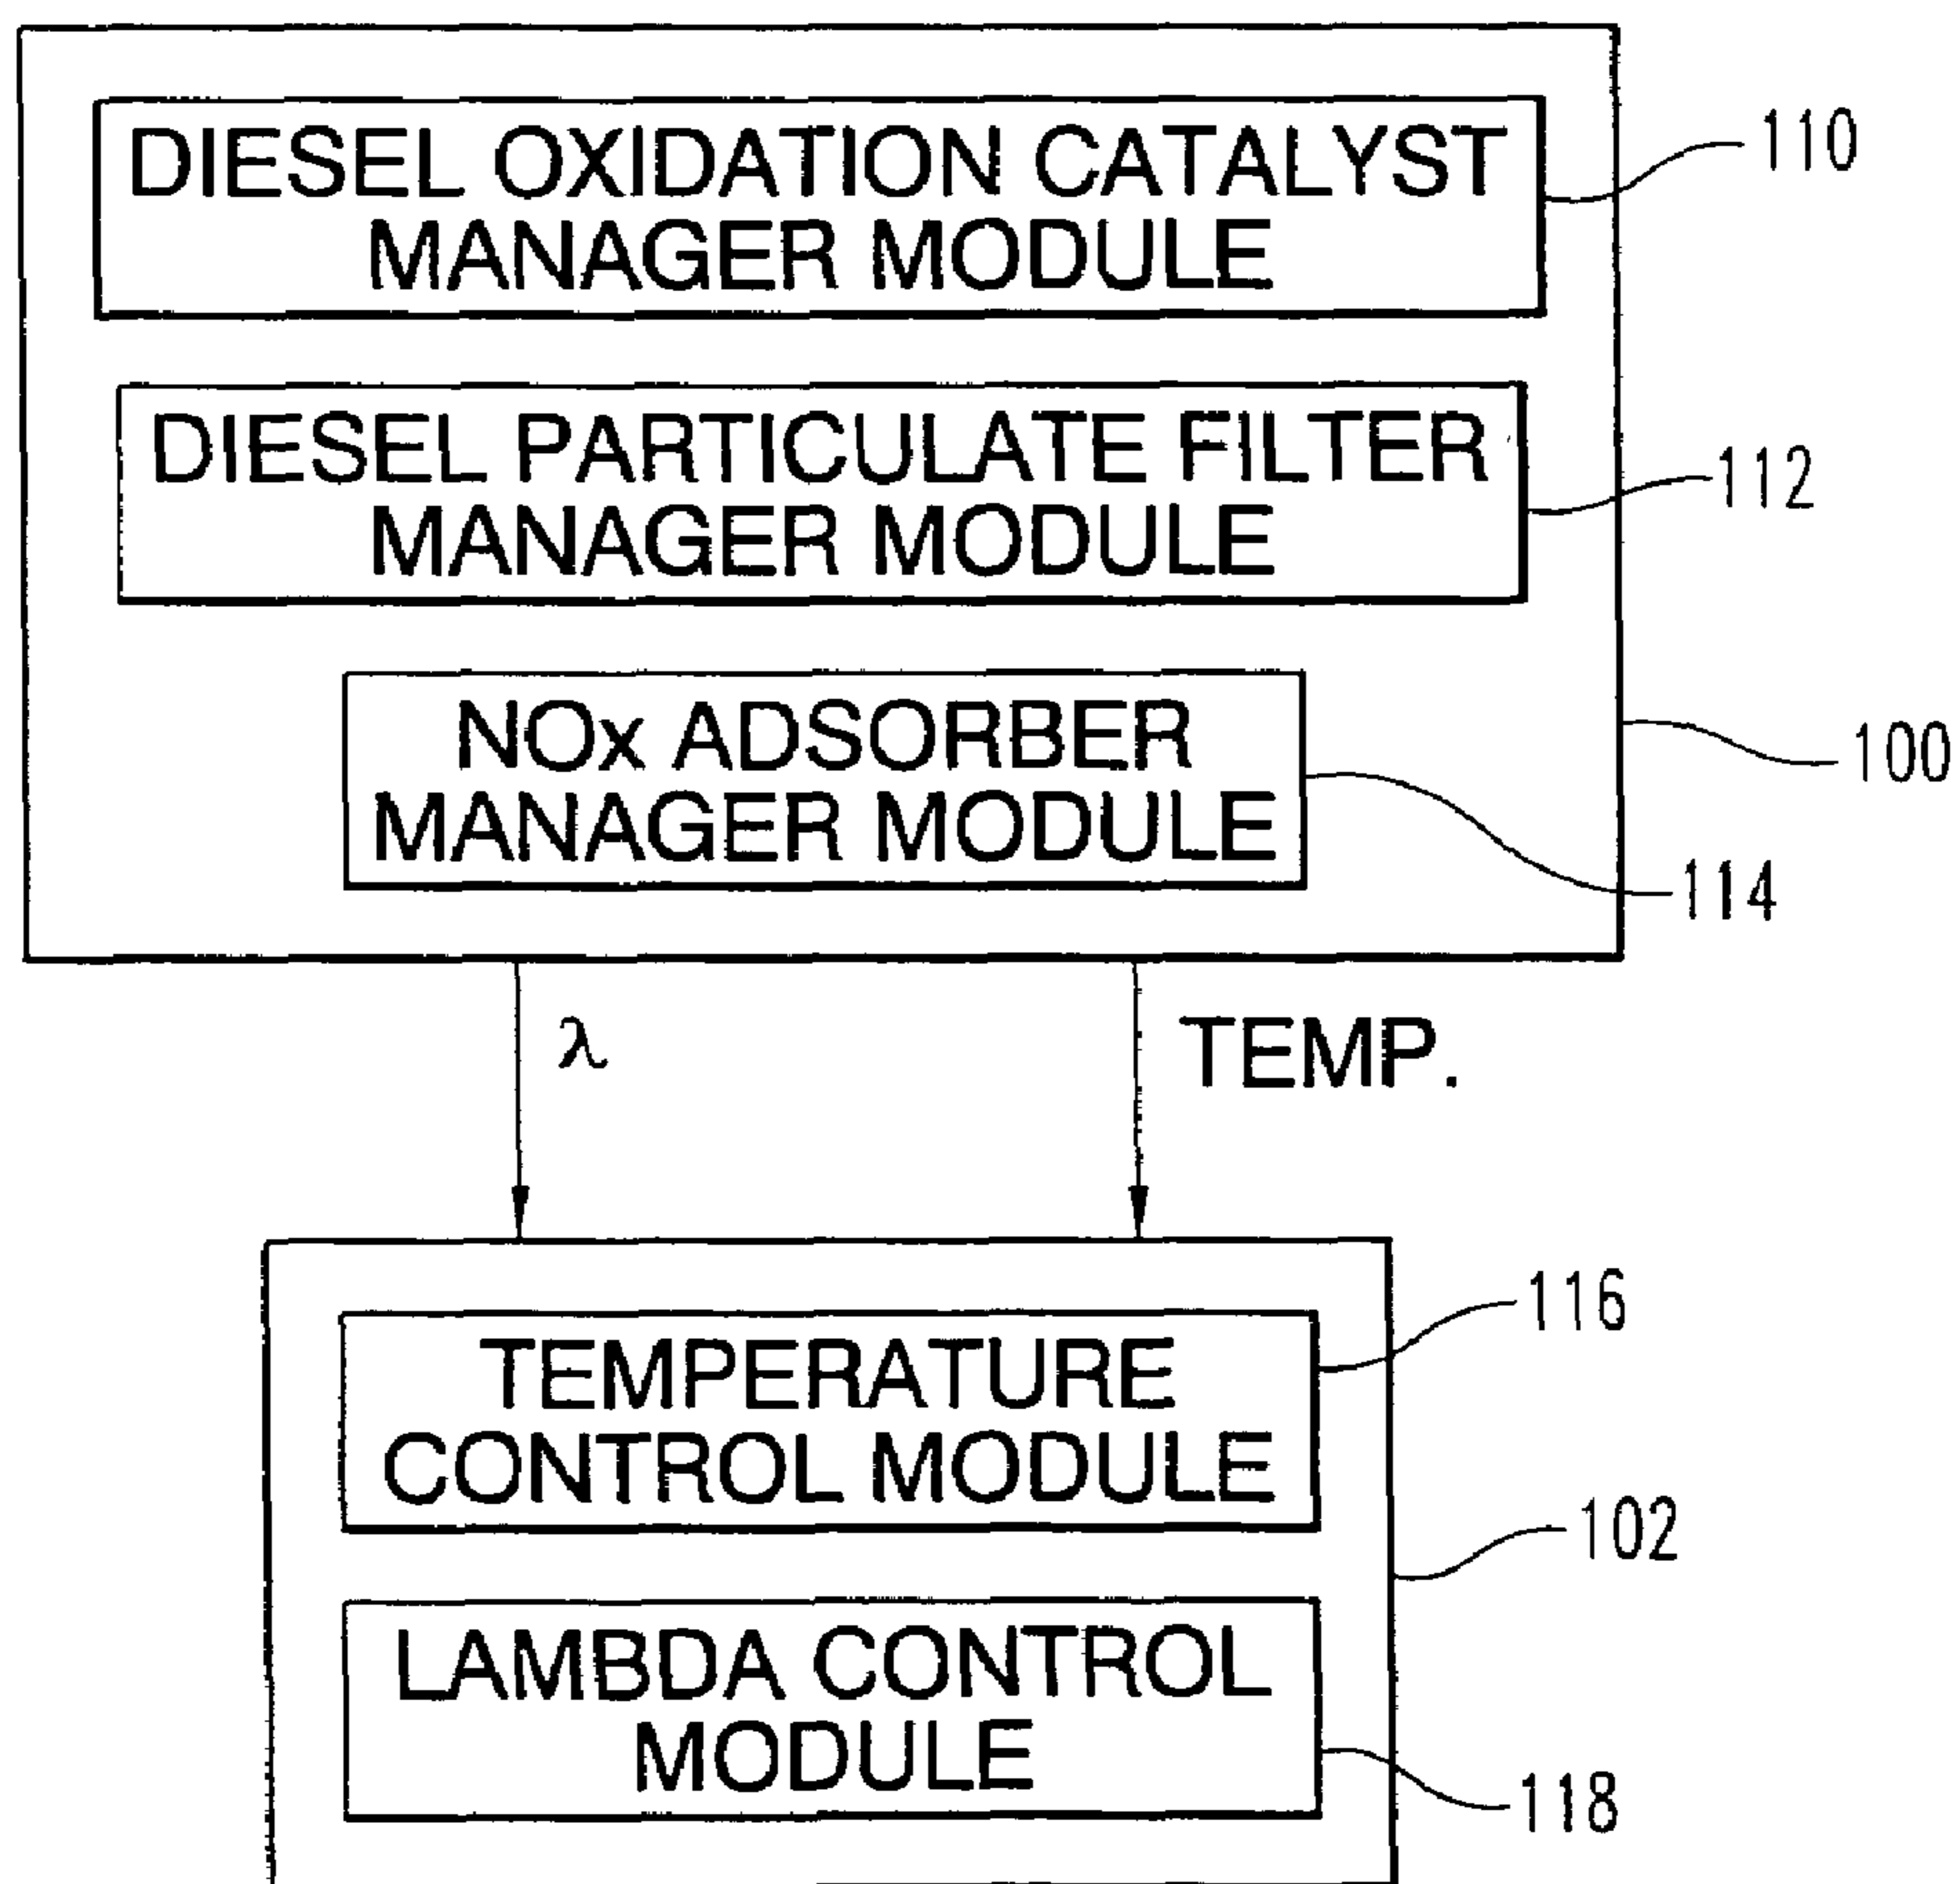 DIESEL OXIDATION CATALYST
MANAGER MODULE
110
DIESEL PARTICULATE FILTER
MANAGER MODULE
112
NOx ADSORBER
MANAGER MODULE
100
114
λ
TEMP.
TEMPERATURE
CONTROL MODULE
116
102
LAMBDA CONTROL
MODULE
118